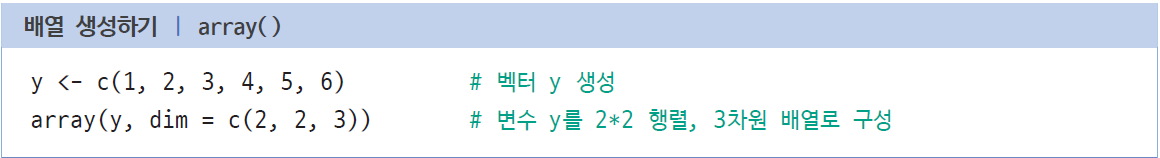 배열 생성하기 | array()
y <- c(1, 2, 3, 4, 5, 6) # 벡터 y 생성
array(y, dim = c(2, 2, 3)) # 변수 y를 2*2 행렬, 3차원 배열로 구성